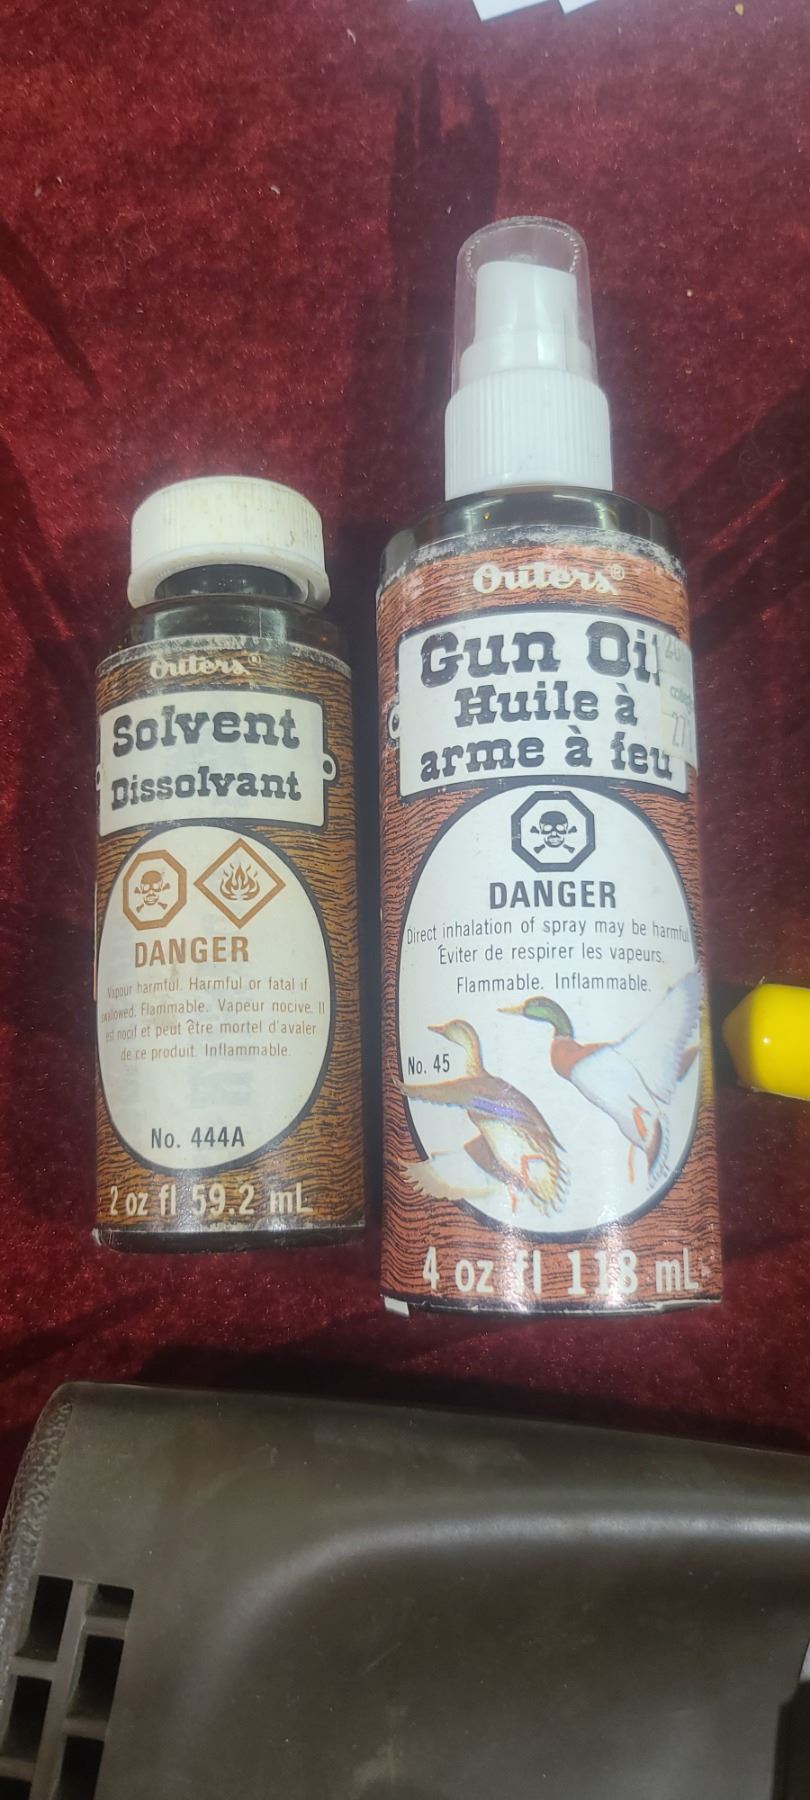 Outers®
Solvent
Dissolvant
DANGER
Vapour harmful. Harmful or fatal if
swallowed. Flammable. Vapeur nocive. Il
est nocif et peut être mortel d'avaler
de ce produit. Inflammable.
No. 444A
2 oz fl 59.2 mL
Outers®
Gun Oil
Huile à
arme à feu
DANGER
Direct inhalation of spray may be harmful.
Eviter de respirer les vapeurs.
Flammable. Inflammable.
No. 45
4 oz fl 118 mL